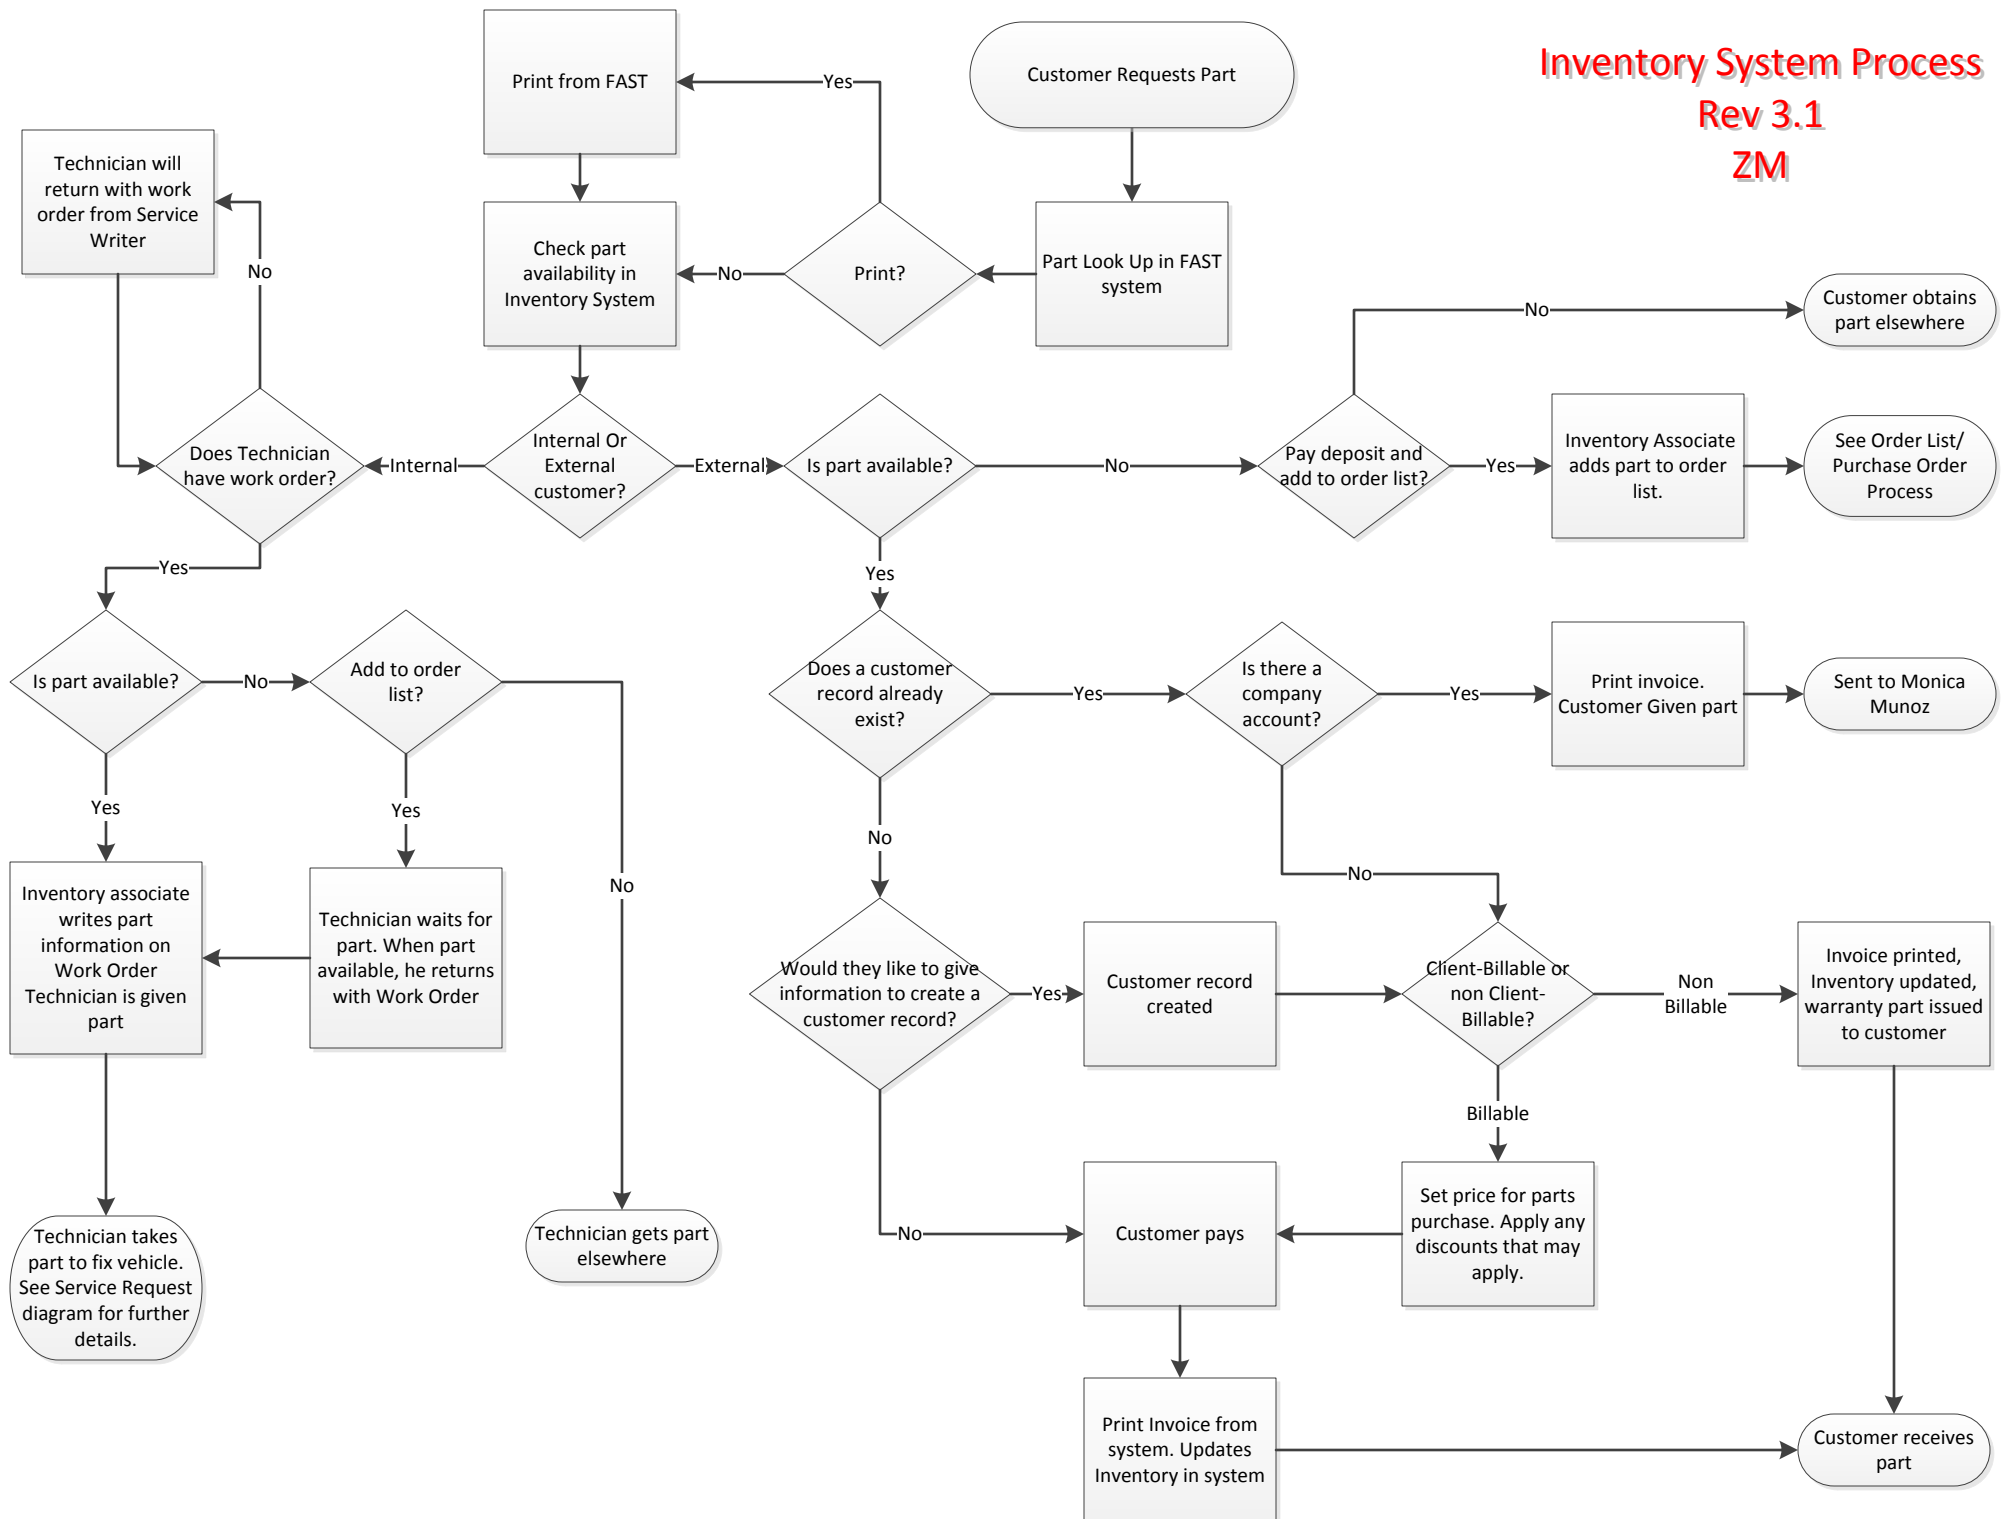 Inventory System Process
Rev 3.1
ZM
Print from FAST
Yes
Customer Requests Part
Technician will
return with work
order from Service
Writer
No
Check part
availability in
Inventory System
No
Print?
Part Look Up in FAST
system
No
Customer obtains
part elsewhere
Does Technician
have work order?
Internal
Internal Or
External
customer?
External
Is part available?
No
Pay deposit and
add to order list?
Yes
Inventory Associate
adds part to order
list.
See Order List/
Purchase Order
Process
Yes
Yes
Is part available?
No
Add to order
list?
Does a customer
record already
exist?
Yes
Is there a
company
account?
Yes
Print invoice.
Customer Given part
Sent to Monica
Munoz
Yes
Yes
No
No
No
Inventory associate
writes part
information on
Work Order
Technician is given
part
Technician waits for
part. When part
available, he returns
with Work Order
Would they like to give
information to create a
customer record?
Yes
Customer record
created
Client-Billable or
non Client-
Billable?
Non
Billable
Invoice printed,
Inventory updated,
warranty part issued
to customer
Billable
Technician takes
part to fix vehicle.
See Service Request
diagram for further
details.
Technician gets part
elsewhere
No
Customer pays
Set price for parts
purchase. Apply any
discounts that may
apply.
Print Invoice from
system. Updates
Inventory in system
Customer receives
part